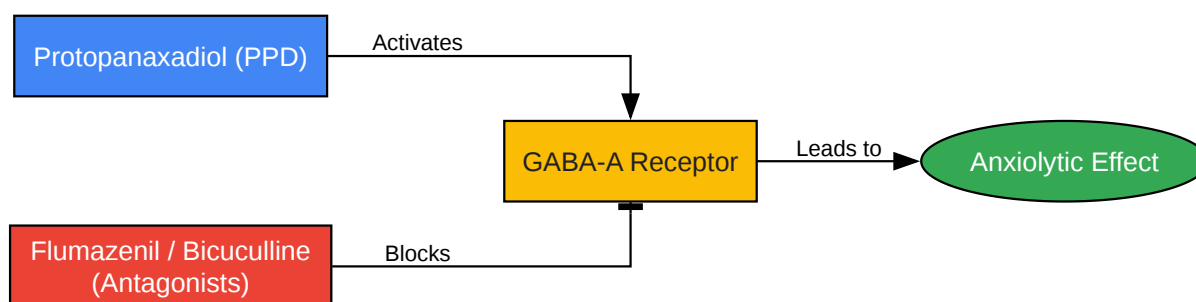 Protopanaxadiol (PPD)
Activates
GABA-A Receptor
Leads to
Anxiolytic Effect
Flumazenil / Bicuculline
(Antagonists)
Blocks